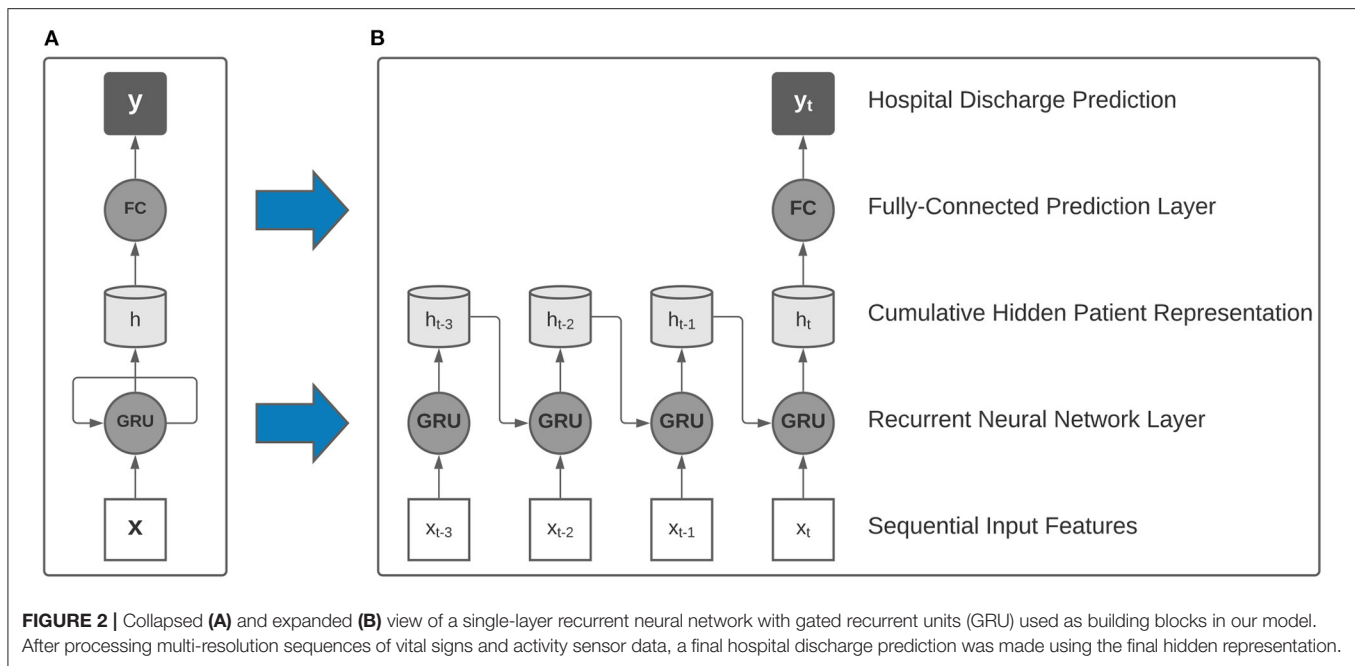 A
B
y
FC
h
GRU
x
yₜ Hospital Discharge Prediction
FC Fully-Connected Prediction Layer
hₜ₋₃ hₜ₋₂ hₜ₋₁ hₜ Cumulative Hidden Patient Representation
GRU GRU GRU GRU Recurrent Neural Network Layer
xₜ₋₃ xₜ₋₂ xₜ₋₁ xₜ Sequential Input Features
FIGURE 2 | Collapsed (A) and expanded (B) view of a single-layer recurrent neural network with gated recurrent units (GRU) used as building blocks in our model.
After processing multi-resolution sequences of vital signs and activity sensor data, a final hospital discharge prediction was made using the final hidden representation.